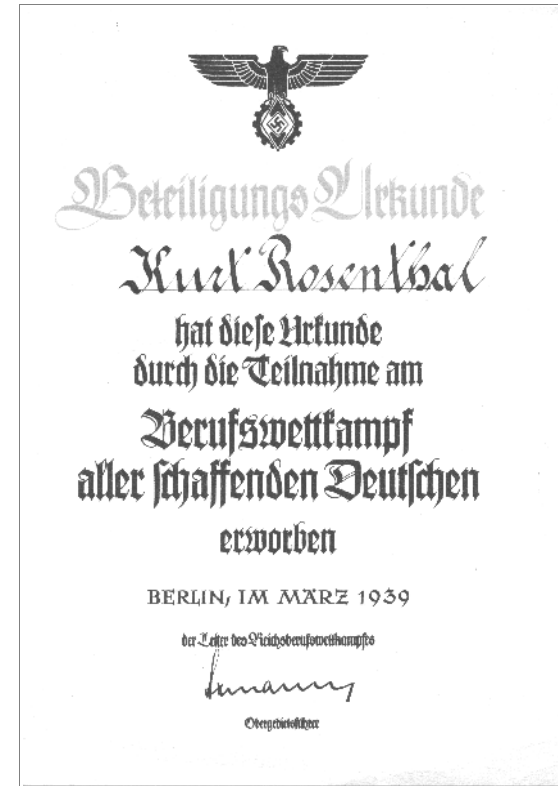 Beteiligungs Urkunde
Kurt Rosenthal
hat diese Urkunde
durch die Teilnahme am
Berufswettkampf
aller schaffenden Deutschen
erworben
BERLIN, IM MÄRZ 1939
der Leiter des Reichsberufswettkampfes
Obergebietsführer